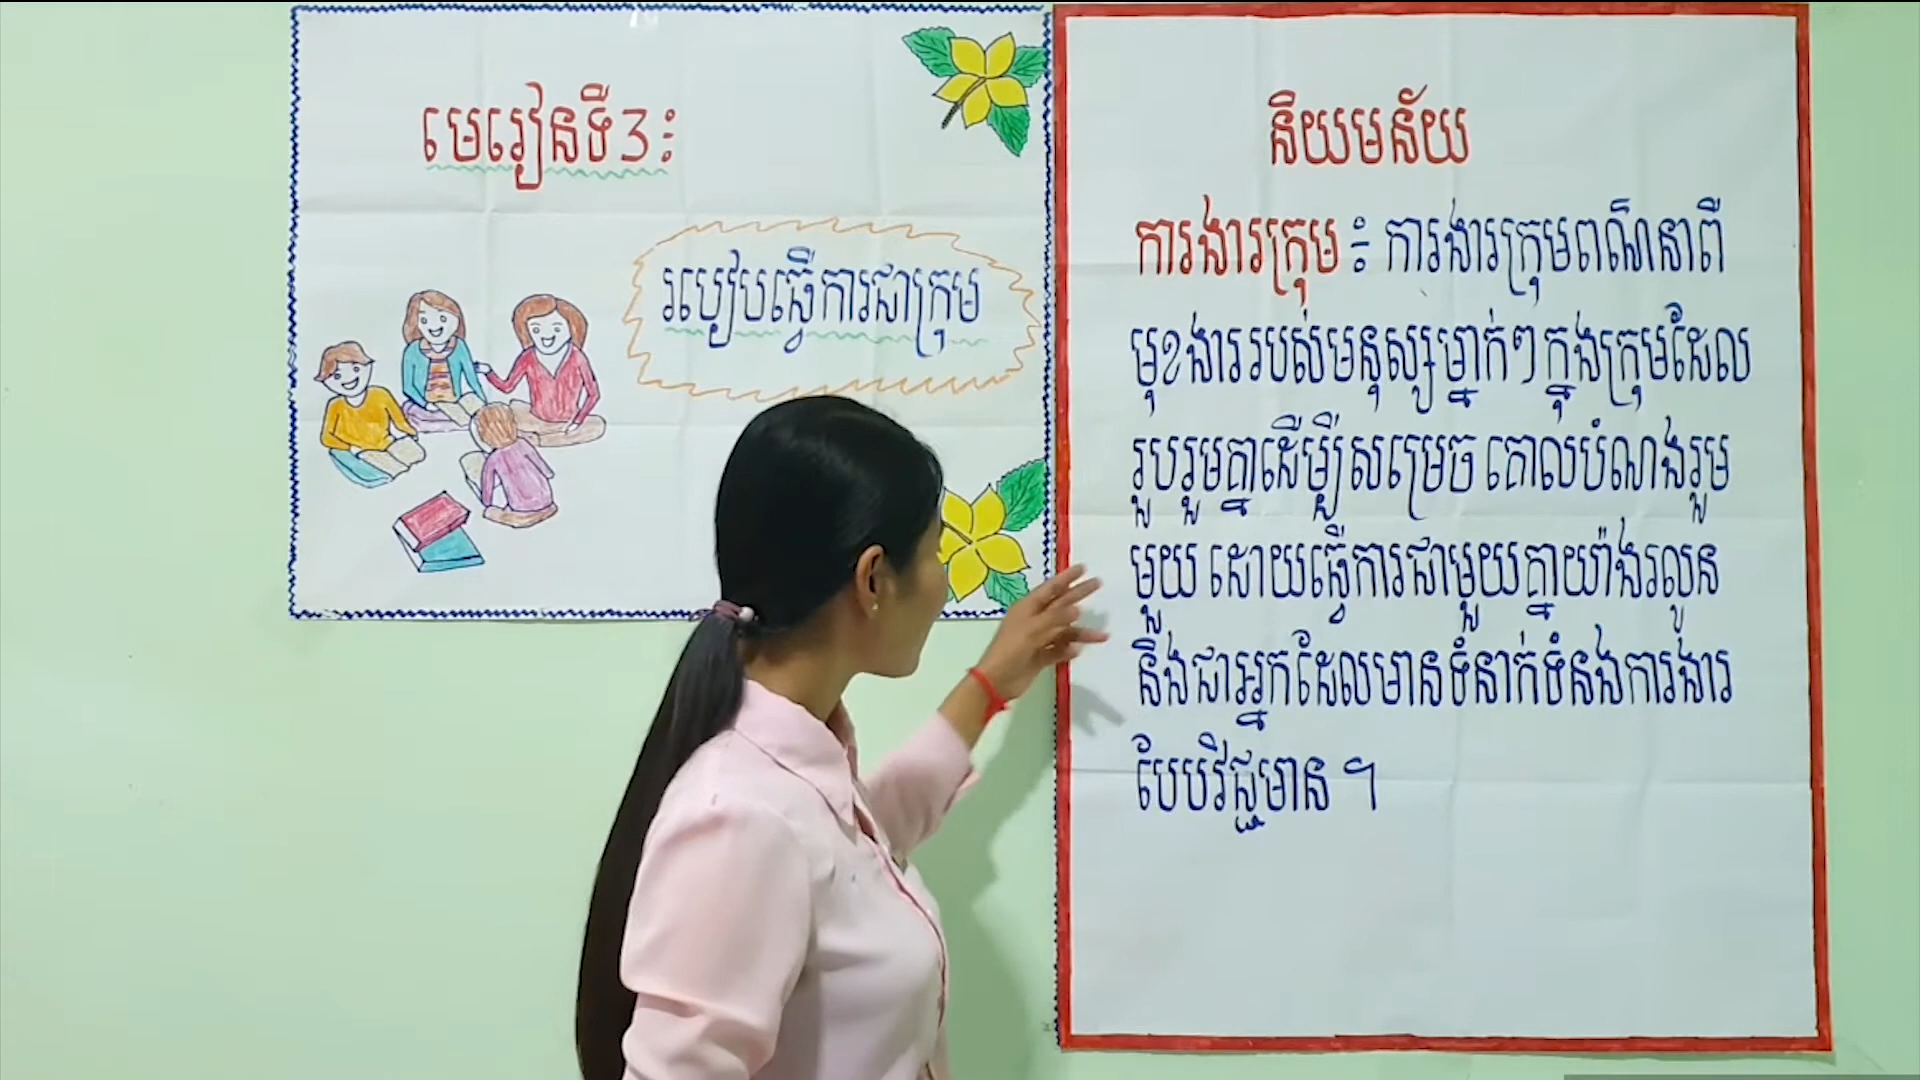 មេរៀនទី3៖
របៀបធ្វើការជាក្រុម
និយមន័យ
ការងារក្រុម ៖ ការងារក្រុមពណ៌នាពី
មុខងាររបស់មនុស្សម្នាក់ៗ ក្នុងក្រុមដែល
រួបរួមគ្នាដើម្បីសម្រេច គោលបំណងរួម
មួយ ដោយធ្វើការជាមួយគ្នាយ៉ាងរលូន
និងជាអ្នកដែលមានទំនាក់ទំនងការងារ
បែបវិជ្ជមាន ។